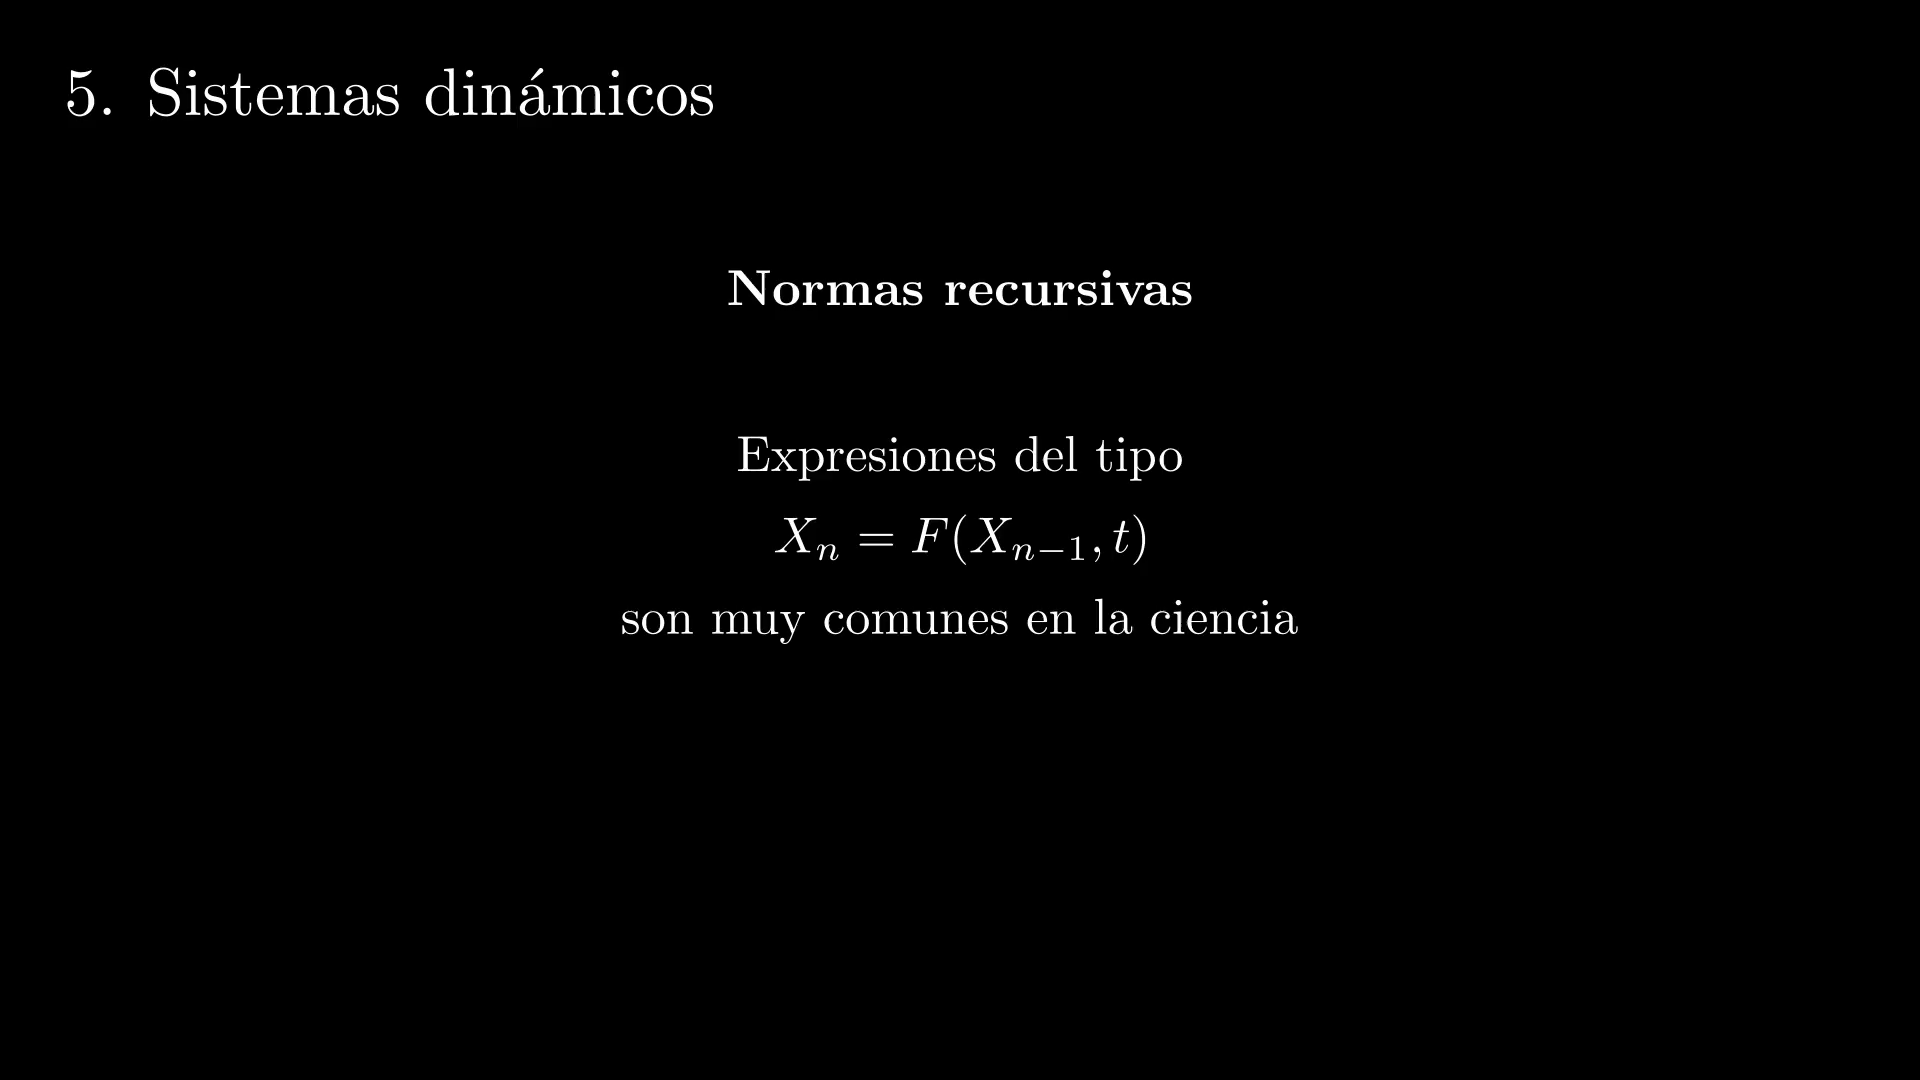 5. Sistemas dinámicos
Normas recursivas
Expresiones del tipo
$X_n = F(X_{n-1}, t)$
son muy comunes en la ciencia